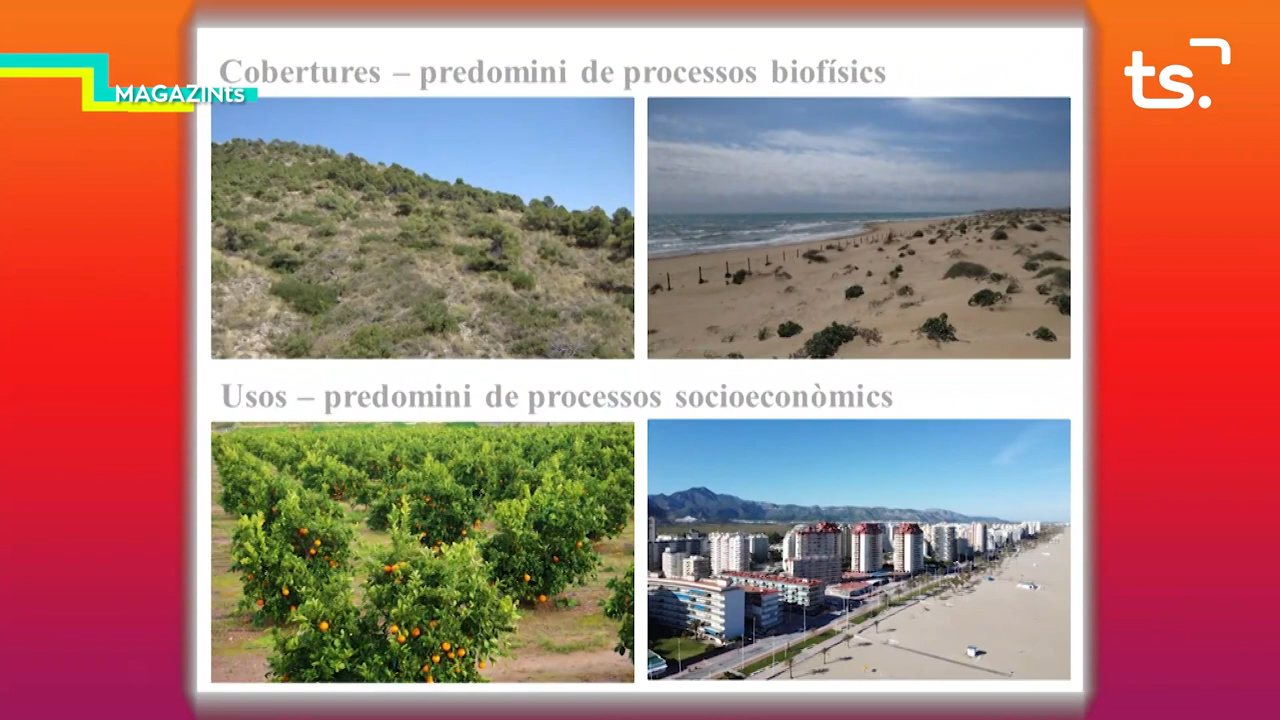 Cobertures – predomini de processos biofísics
MAGAZINts
ts.
Usos – predomini de processos socioeconòmics